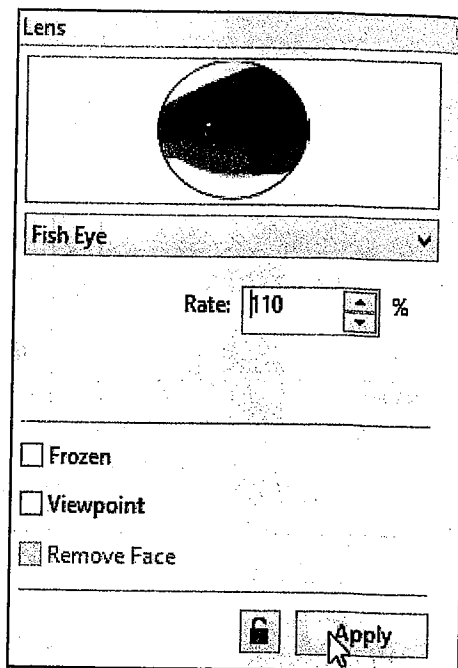 Lens
Fish Eye
Rate: 110 %
Frozen
Viewpoint
Remove Face
Apply